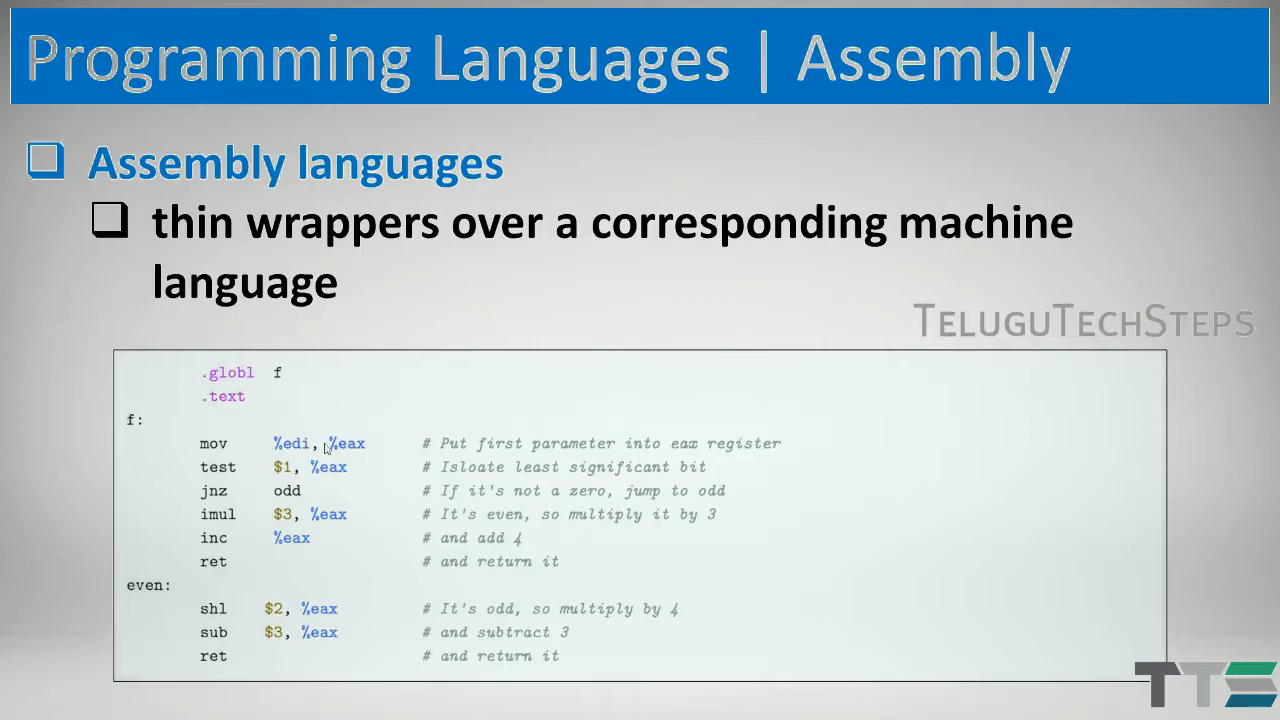 Programming Languages | Assembly
Assembly languages
thin wrappers over a corresponding machine
language
TELUGUTECHSTEPS
.globl f
.text
f:
mov %edi, %eax # Put first parameter into eax register
test $1, %eax # Isloate least significant bit
jnz odd # If it's not a zero, jump to odd
imul $3, %eax # It's even, so multiply it by 3
inc %eax # and add 4
ret # and return it
even:
shl $2, %eax # It's odd, so multiply by 4
sub $3, %eax # and subtract 3
ret # and return it
TTS